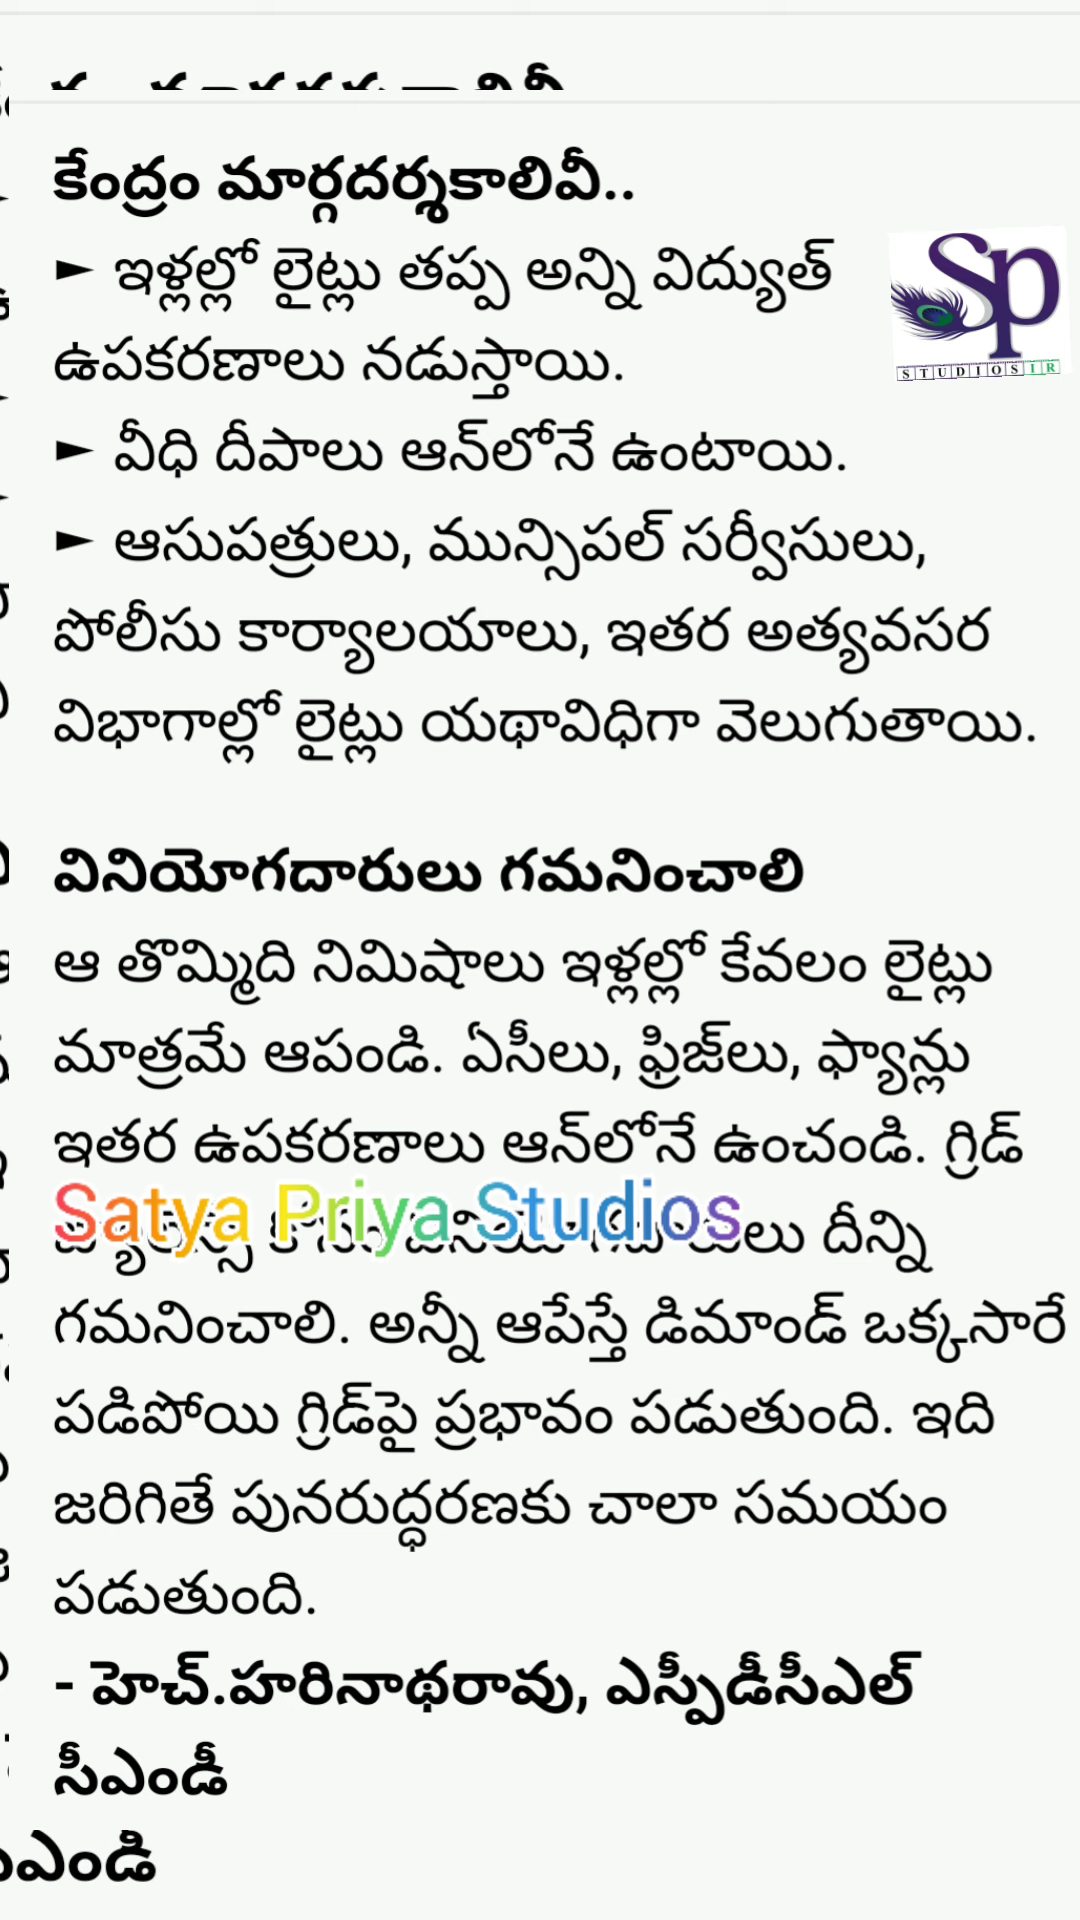 కేంద్రం మార్గదర్శకాలివీ..
► ఇళ్లల్లో లైట్లు తప్ప అన్ని విద్యుత్
ఉపకరణాలు నడుస్తాయి.
Sp
STUDIOSIR
► వీధి దీపాలు ఆన్‌లోనే ఉంటాయి.
► ఆసుపత్రులు, మున్సిపల్ సర్వీసులు,
పోలీసు కార్యాలయాలు, ఇతర అత్యవసర
విభాగాల్లో లైట్లు యథావిధిగా వెలుగుతాయి.
వినియోగదారులు గమనించాలి
ఆ తొమ్మిది నిమిషాలు ఇళ్లల్లో కేవలం లైట్లు
మాత్రమే ఆపండి. ఏసీలు, ఫ్రిజ్‌లు, ఫ్యాన్లు
ఇతర ఉపకరణాలు ఆన్‌లోనే ఉంచండి. గ్రిడ్
Satya Priya Studios
దీన్ని
గమనించాలి. అన్నీ ఆపేస్తే డిమాండ్ ఒక్కసారే
పడిపోయి గ్రిడ్‌పై ప్రభావం పడుతుంది. ఇది
జరిగితే పునరుద్ధరణకు చాలా సమయం
పడుతుంది.
- హెచ్.హరినాథరావు, ఎస్పీడీసీఎల్
సీఎండీ